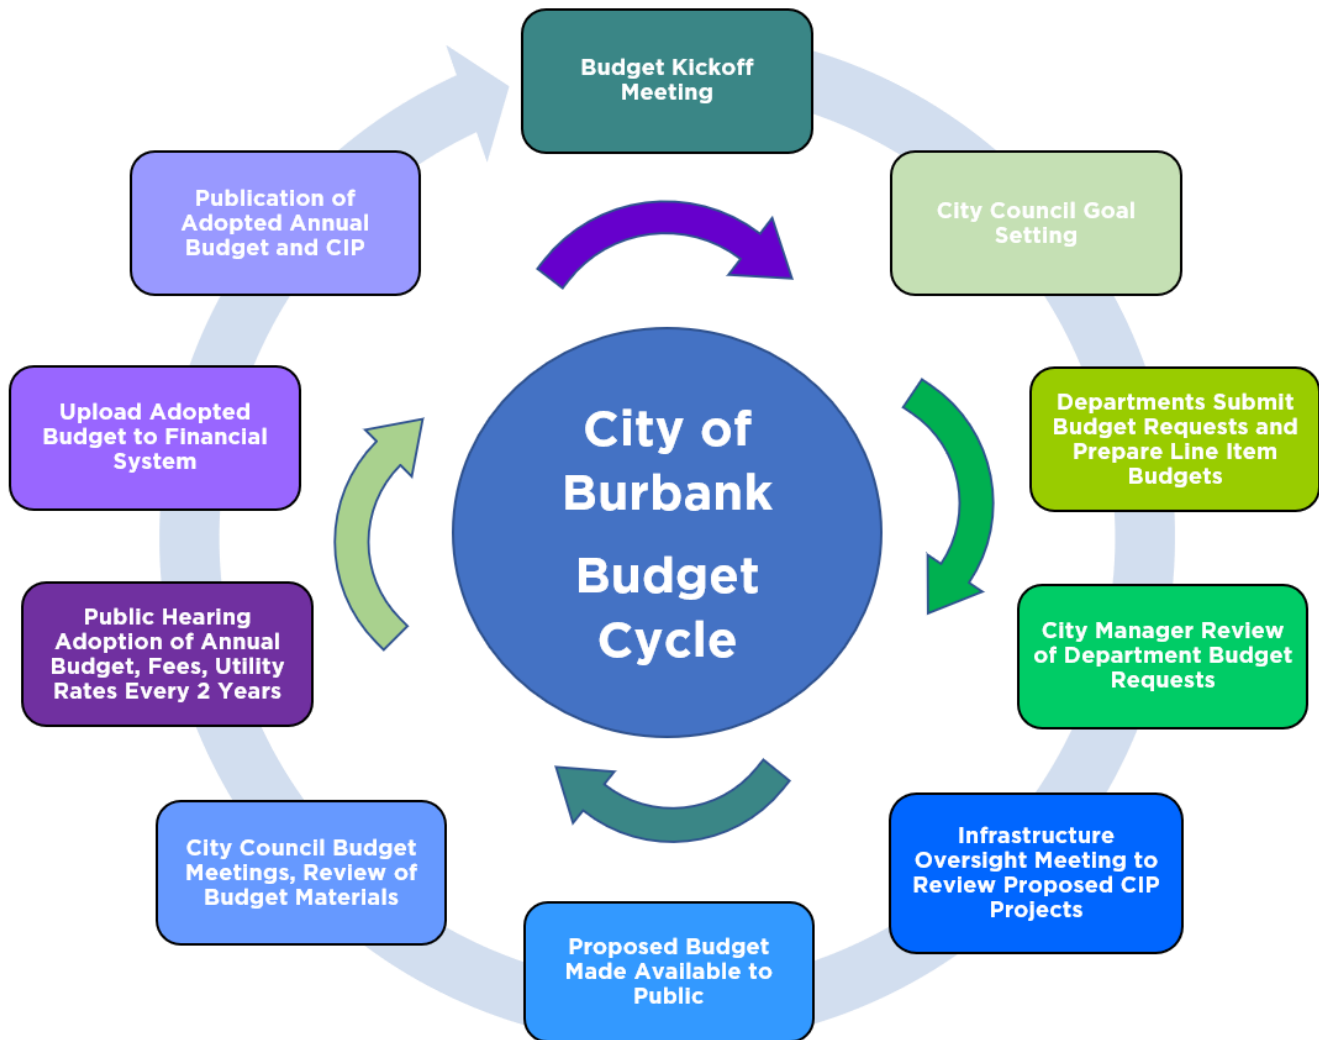 Budget Kickoff
Meeting
City Council Goal
Setting
Departments Submit
Budget Requests and
Prepare Line Item
Budgets
City Manager Review
of Department Budget
Requests
Infrastructure
Oversight Meeting to
Review Proposed CIP
Projects
Proposed Budget
Made Available to
Public
City Council Budget
Meetings, Review of
Budget Materials
Public Hearing
Adoption of Annual
Budget, Fees, Utility
Rates Every 2 Years
Upload Adopted
Budget to Financial
System
Publication of
Adopted Annual
Budget and CIP
City of
Burbank
Budget
Cycle